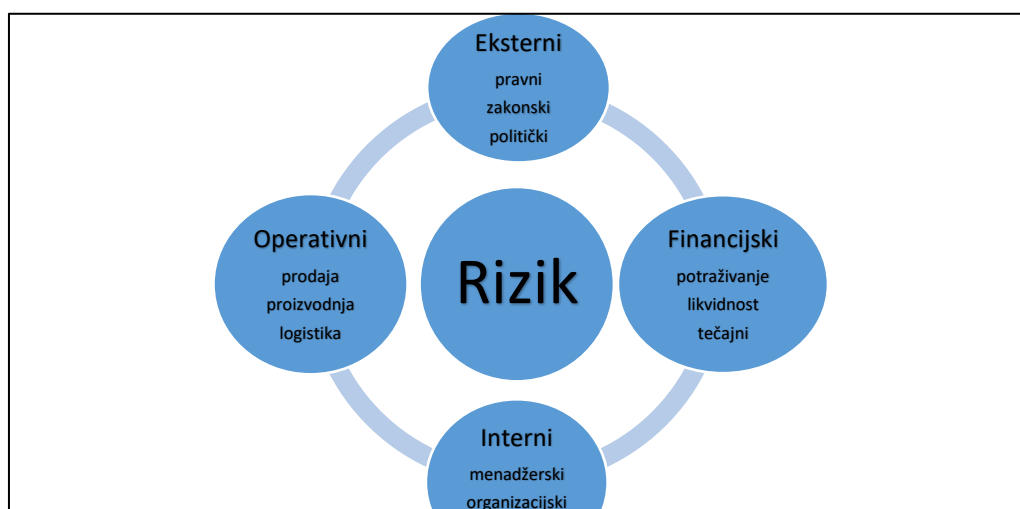 Eksterni
pravni
zakonski
politički
Operativni
prodaja
proizvodnja
logistika
Rizik
Financijski
potraživanje
likvidnost
tečajni
Interni
menadžerski
organizacijski